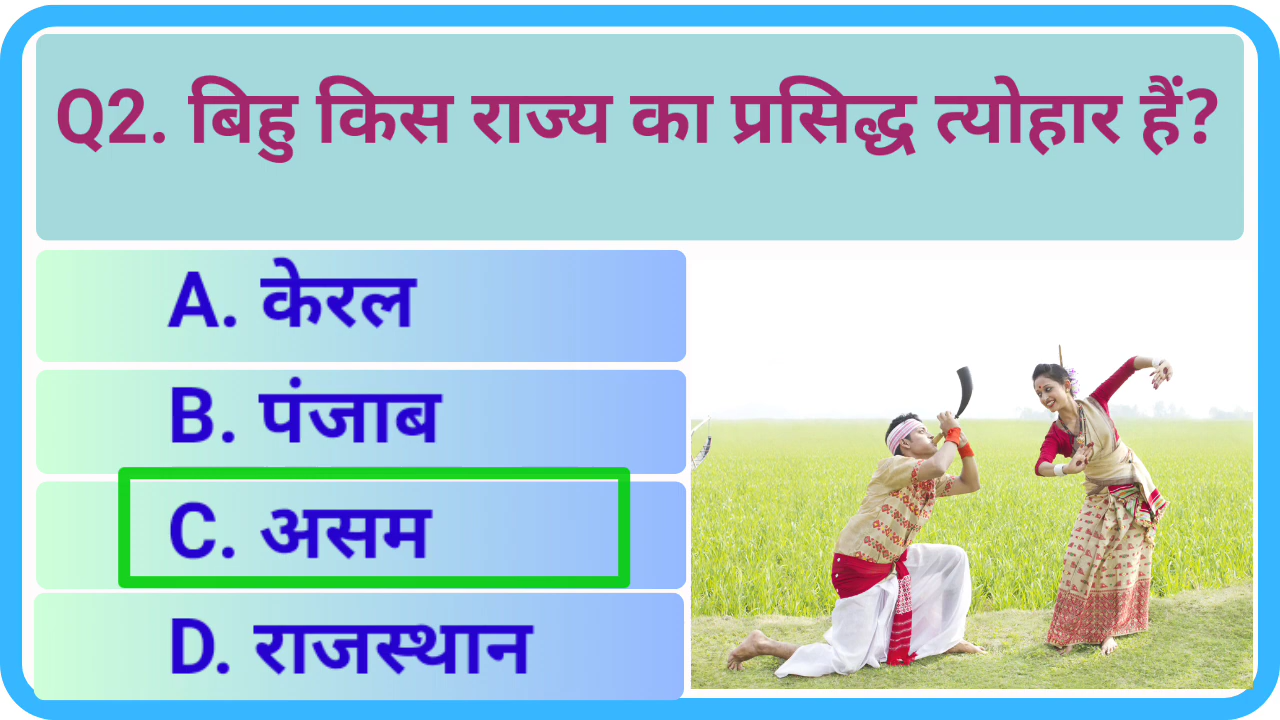 Q2. बिहु किस राज्य का प्रसिद्ध त्योहार हैं?
A. केरल
B. पंजाब
C. असम
D. राजस्थान